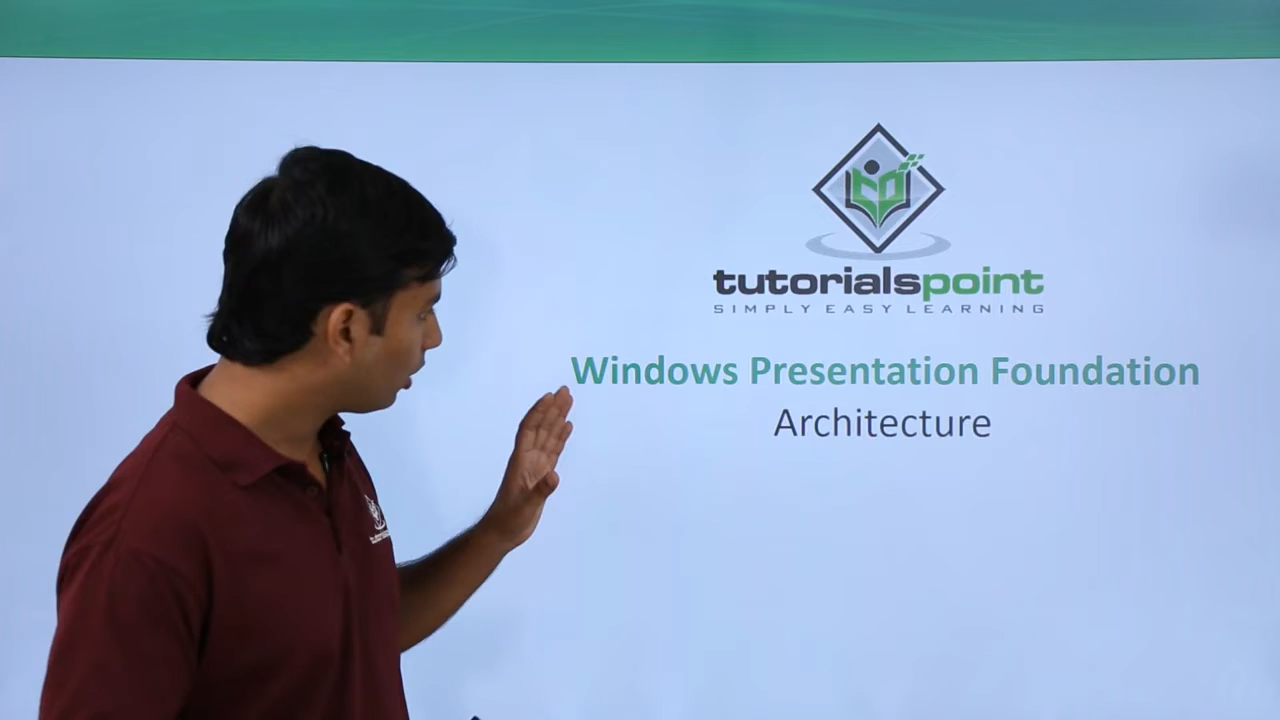 tutorialspoint
SIMPLY EASY LEARNING
Windows Presentation Foundation
Architecture